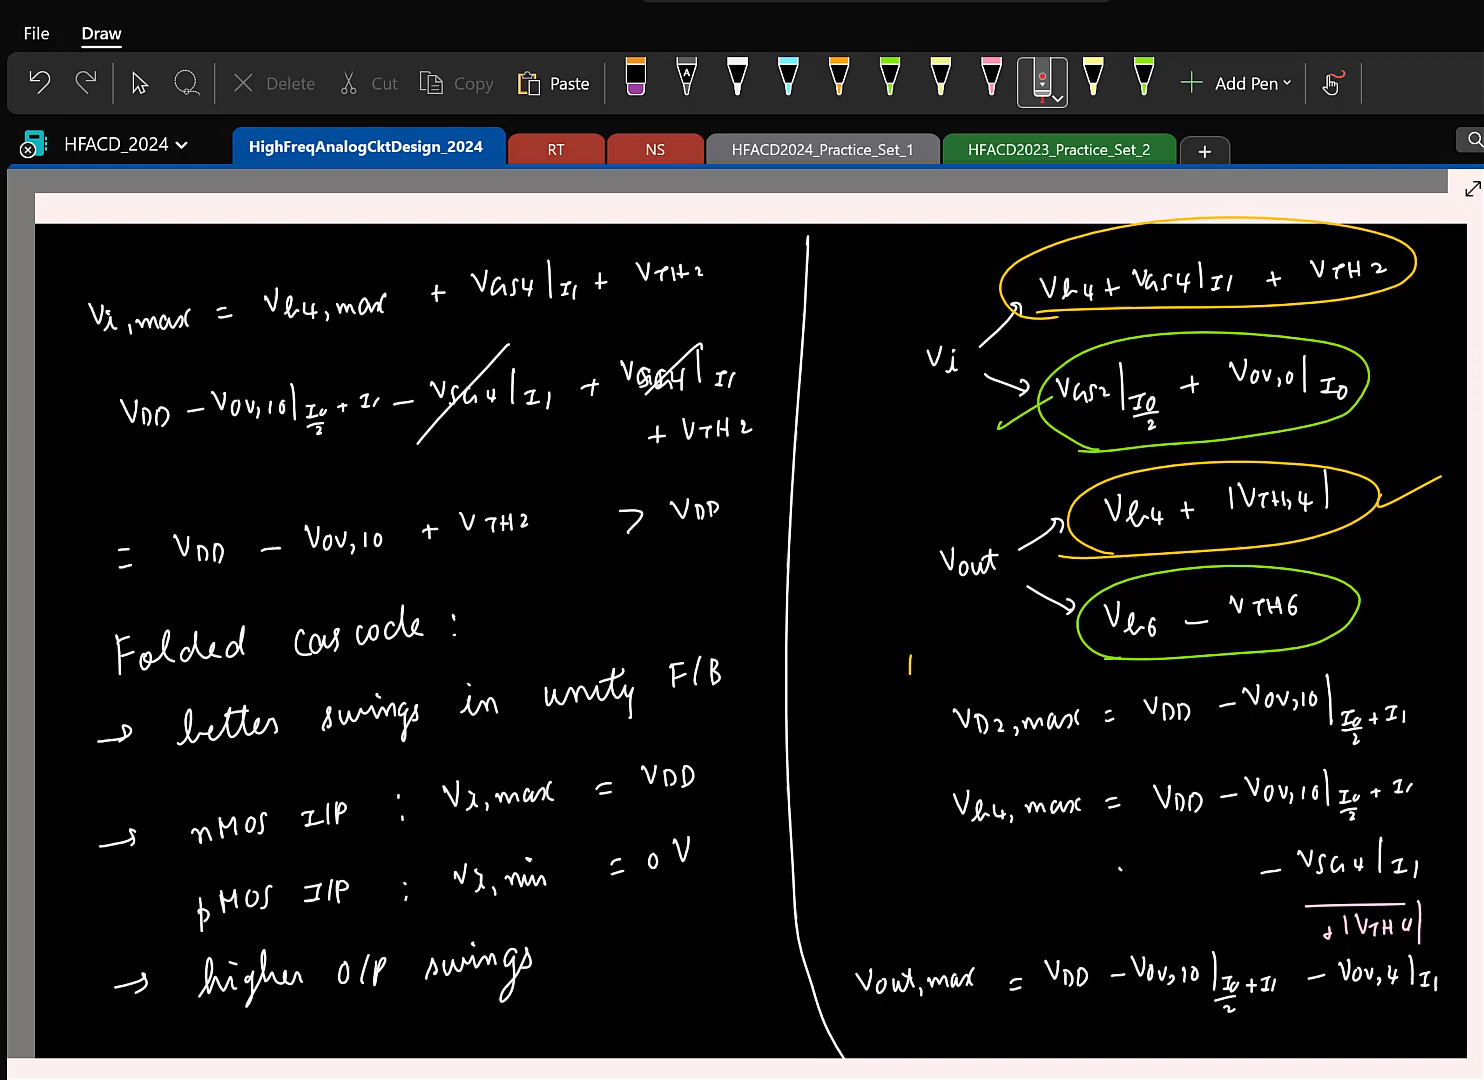 File Draw
Delete Cut Copy Paste A Add Pen
HFACD_2024 HighFreqAnalogCktDesign_2024 RT NS HFACD2024_Practice_Set_1 HFACD2023_Practice_Set_2 +
Vi,max = Vb4,max + VGS4|I1 + VTH2
VDD - VOV,10|I0/2 + I1 - VSG4|I1 + VSG4|I1
+ VTH2
= VDD - VOV,10 + VTH2 > VDD
Folded Cascode :
→ better swings in unity F/B
→ nMOS I/P : Vi,max = VDD
pMOS I/P : Vi,min = 0 V
→ higher O/P swings
Vb4 + VGS4|I1 + VTH2
Vi
VGS2|I0/2 + VOV,0|I0
Vb4 + |VTH,4|
Vout
Vb6 - VTH6
VD2,max = VDD - VOV,10|I0/2 + I1
Vb4,max = VDD - VOV,10|I0/2 + I1
- VSG4|I1
+|VTH4|
Vout,max = VDD - VOV,10|I0/2 + I1 - VOV,4|I1